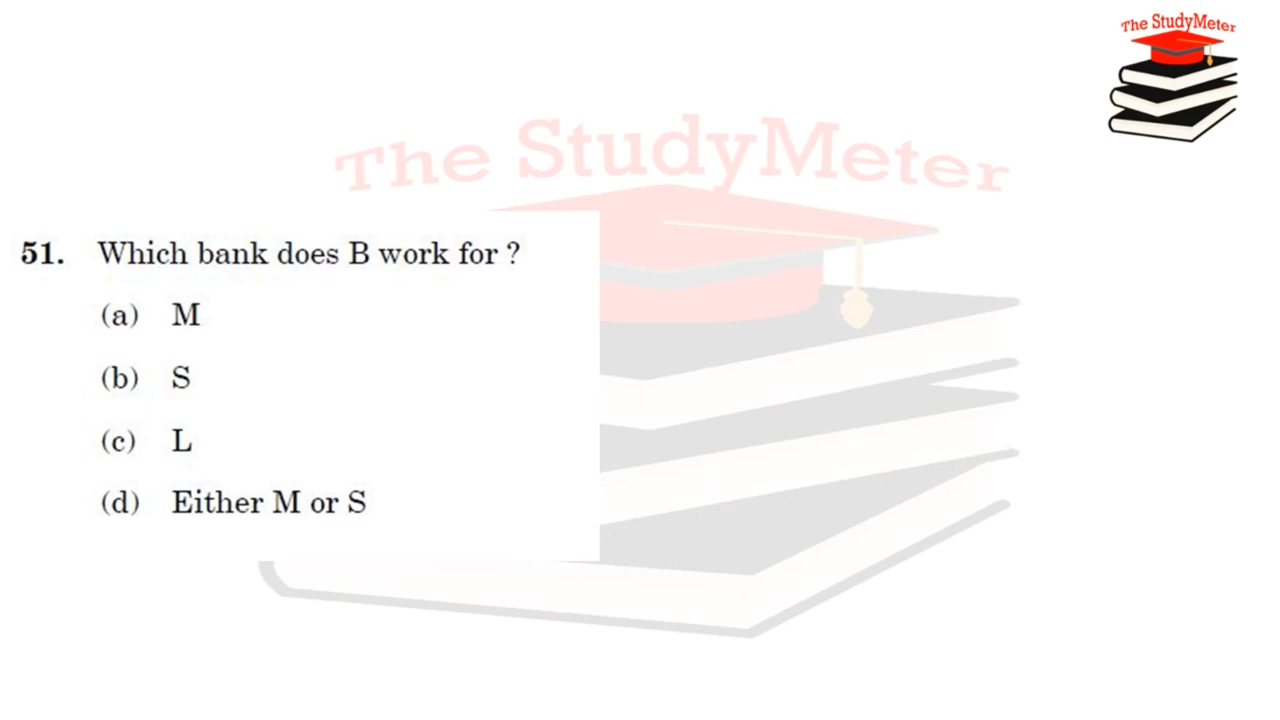 The StudyMeter
The StudyMeter
51. Which bank does B work for ?
(a) M
(b) S
(c) L
(d) Either M or S